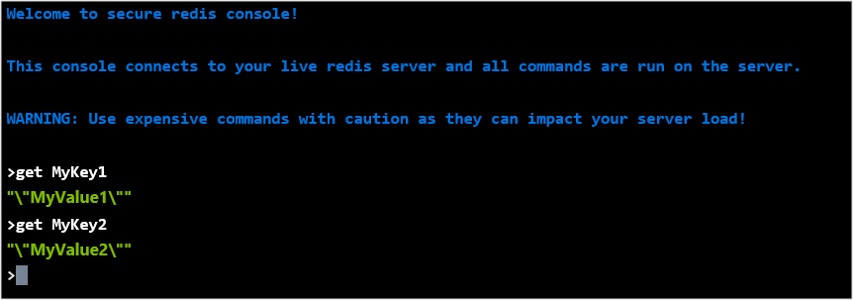 Welcome to secure redis console!
This console connects to your live redis server and all commands are run on the server.
WARNING: Use expensive commands with caution as they can impact your server load!
>get MyKey1
"\"MyValue1\""
>get MyKey2
"\"MyValue2\""
>